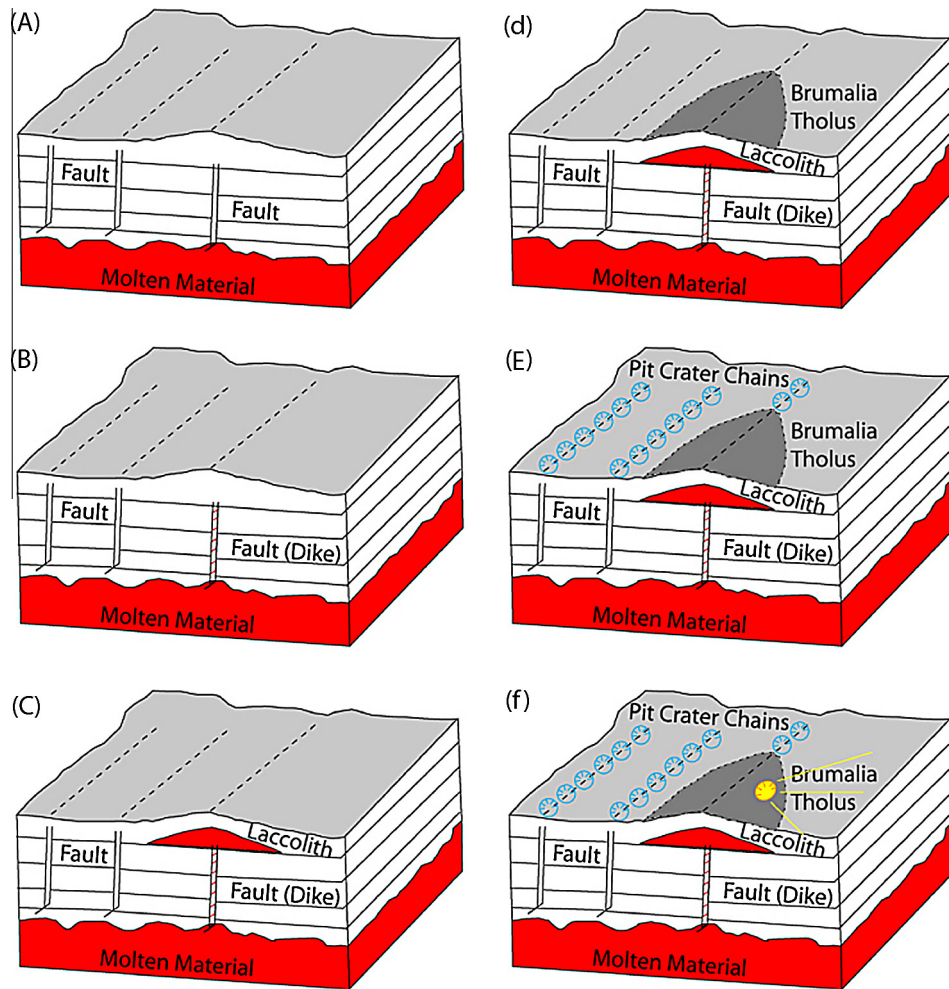 (A)
Fault
Fault
Molten Material
(B)
Fault
Fault (Dike)
Molten Material
(C)
Laccolith
Fault
Fault (Dike)
Molten Material
(d)
Brumalia
Tholus
Laccolith
Fault
Fault (Dike)
Molten Material
(E)
Pit Crater Chains
Brumalia
Tholus
Laccolith
Fault
Fault (Dike)
Molten Material
(f)
Pit Crater Chains
Brumalia
Tholus
Laccolith
Fault
Fault (Dike)
Molten Material